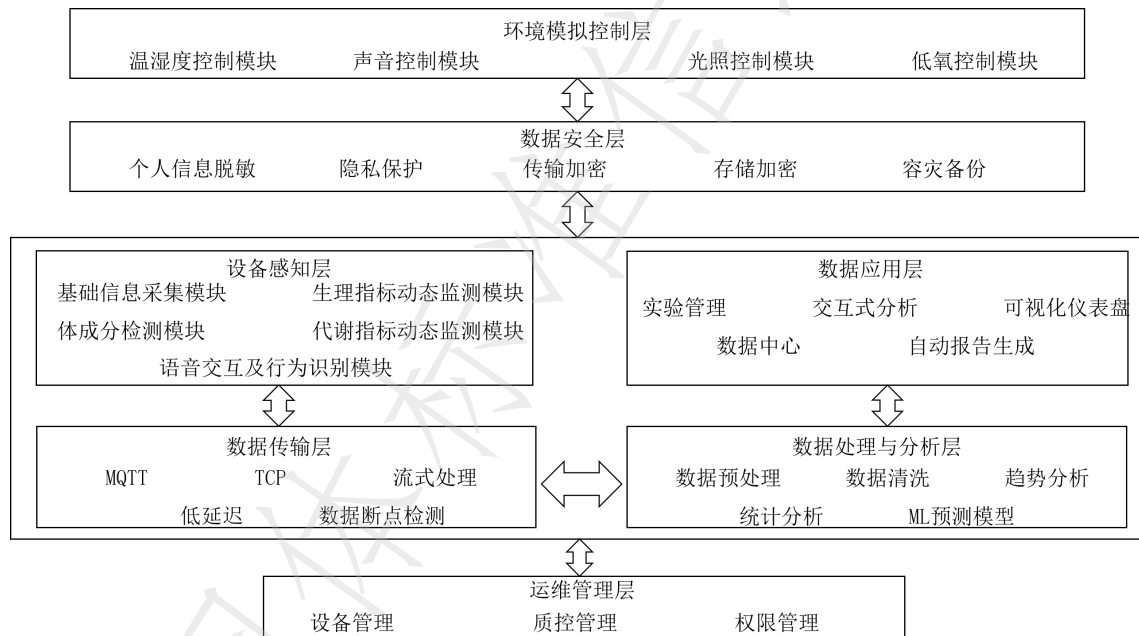 环境模拟控制层
温湿度控制模块 声音控制模块 光照控制模块 低氧控制模块
数据安全层
个人信息脱敏 隐私保护 传输加密 存储加密 容灾备份
设备感知层
基础信息采集模块 生理指标动态监测模块
体成分检测模块 代谢指标动态监测模块
语音交互及行为识别模块
数据应用层
实验管理 交互式分析 可视化仪表盘
数据中心 自动报告生成
数据传输层
MQTT TCP 流式处理
低延迟 数据断点检测
数据处理与分析层
数据预处理 数据清洗 趋势分析
统计分析 ML预测模型
运维管理层
设备管理 质控管理 权限管理